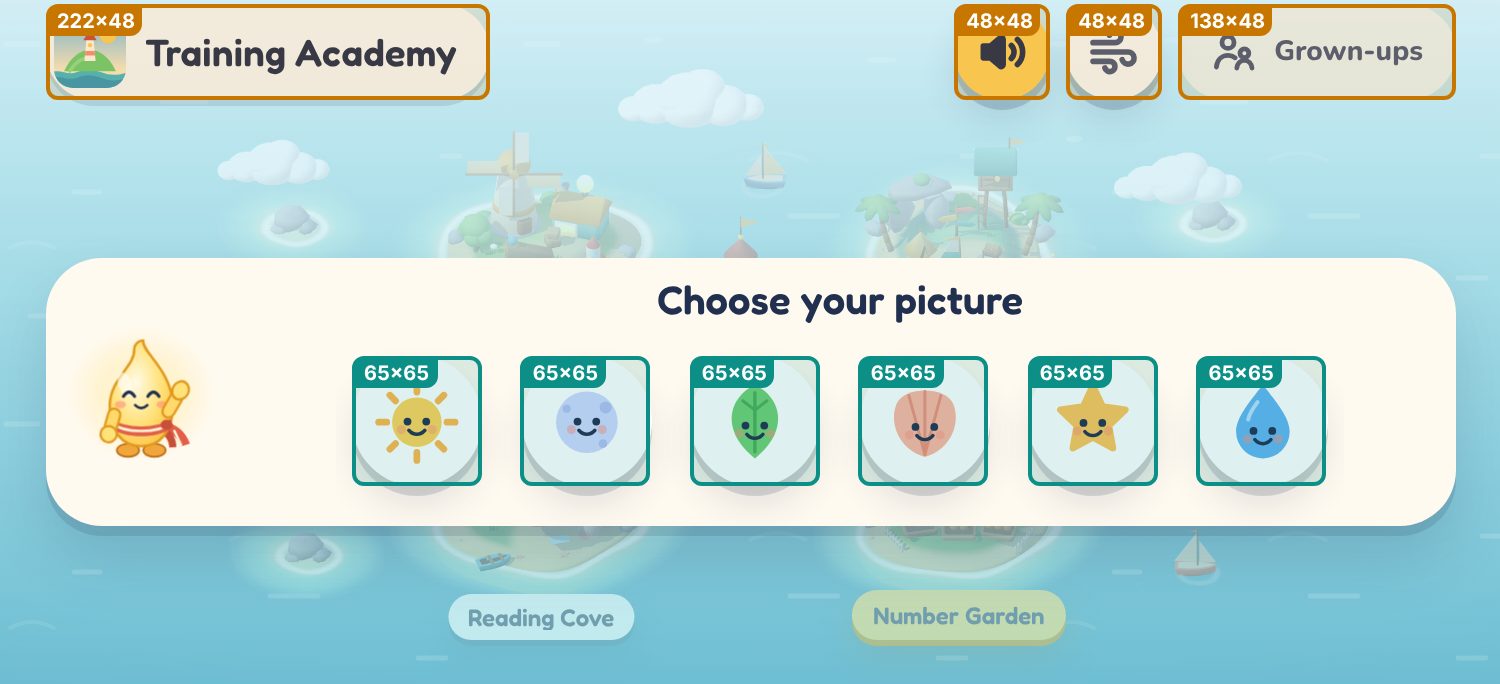 222×48
Training Academy
48×48
48×48
138×48
Grown-ups
Choose your picture
65×65
65×65
65×65
65×65
65×65
65×65
Reading Cove
Number Garden